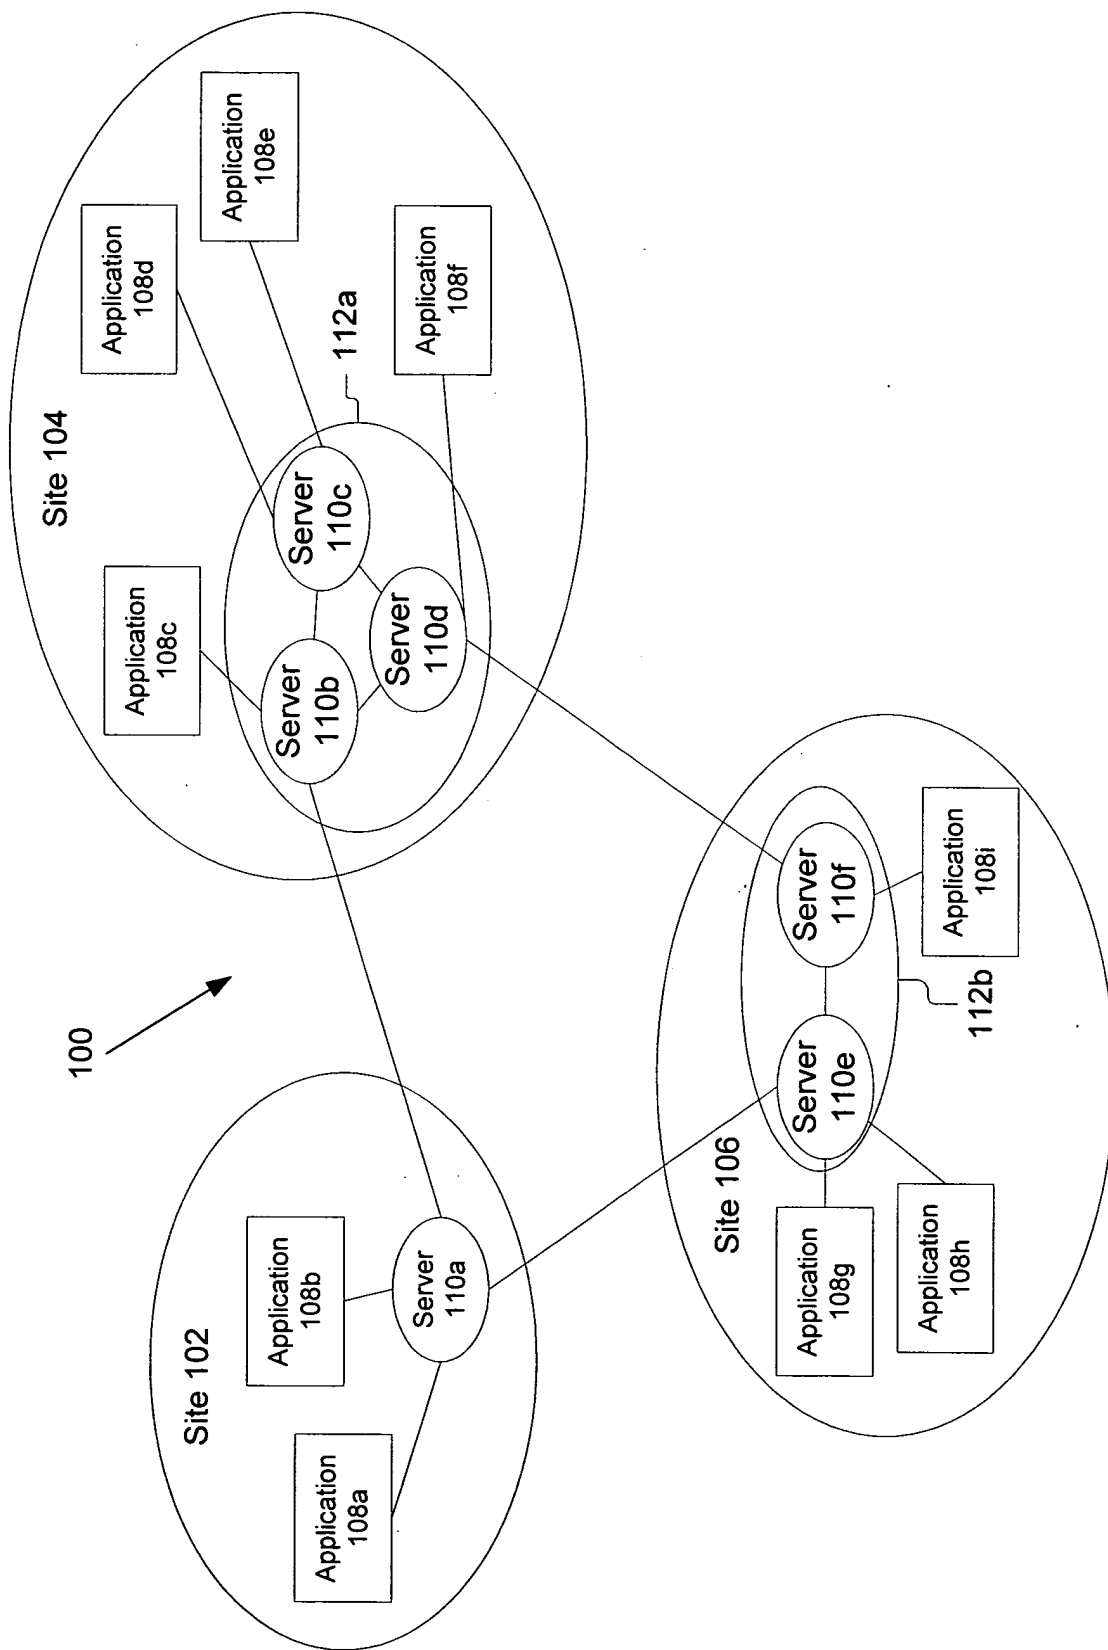 100
Site 102
Application
108a
Application
108b
Server
110a
Site 104
Application
108c
Application
108d
Application
108e
Server
110b
Server
110c
Server
110d
112a
Application
108f
Site 106
Application
108g
Application
108h
Server
110e
Server
110f
112b
Application
108i